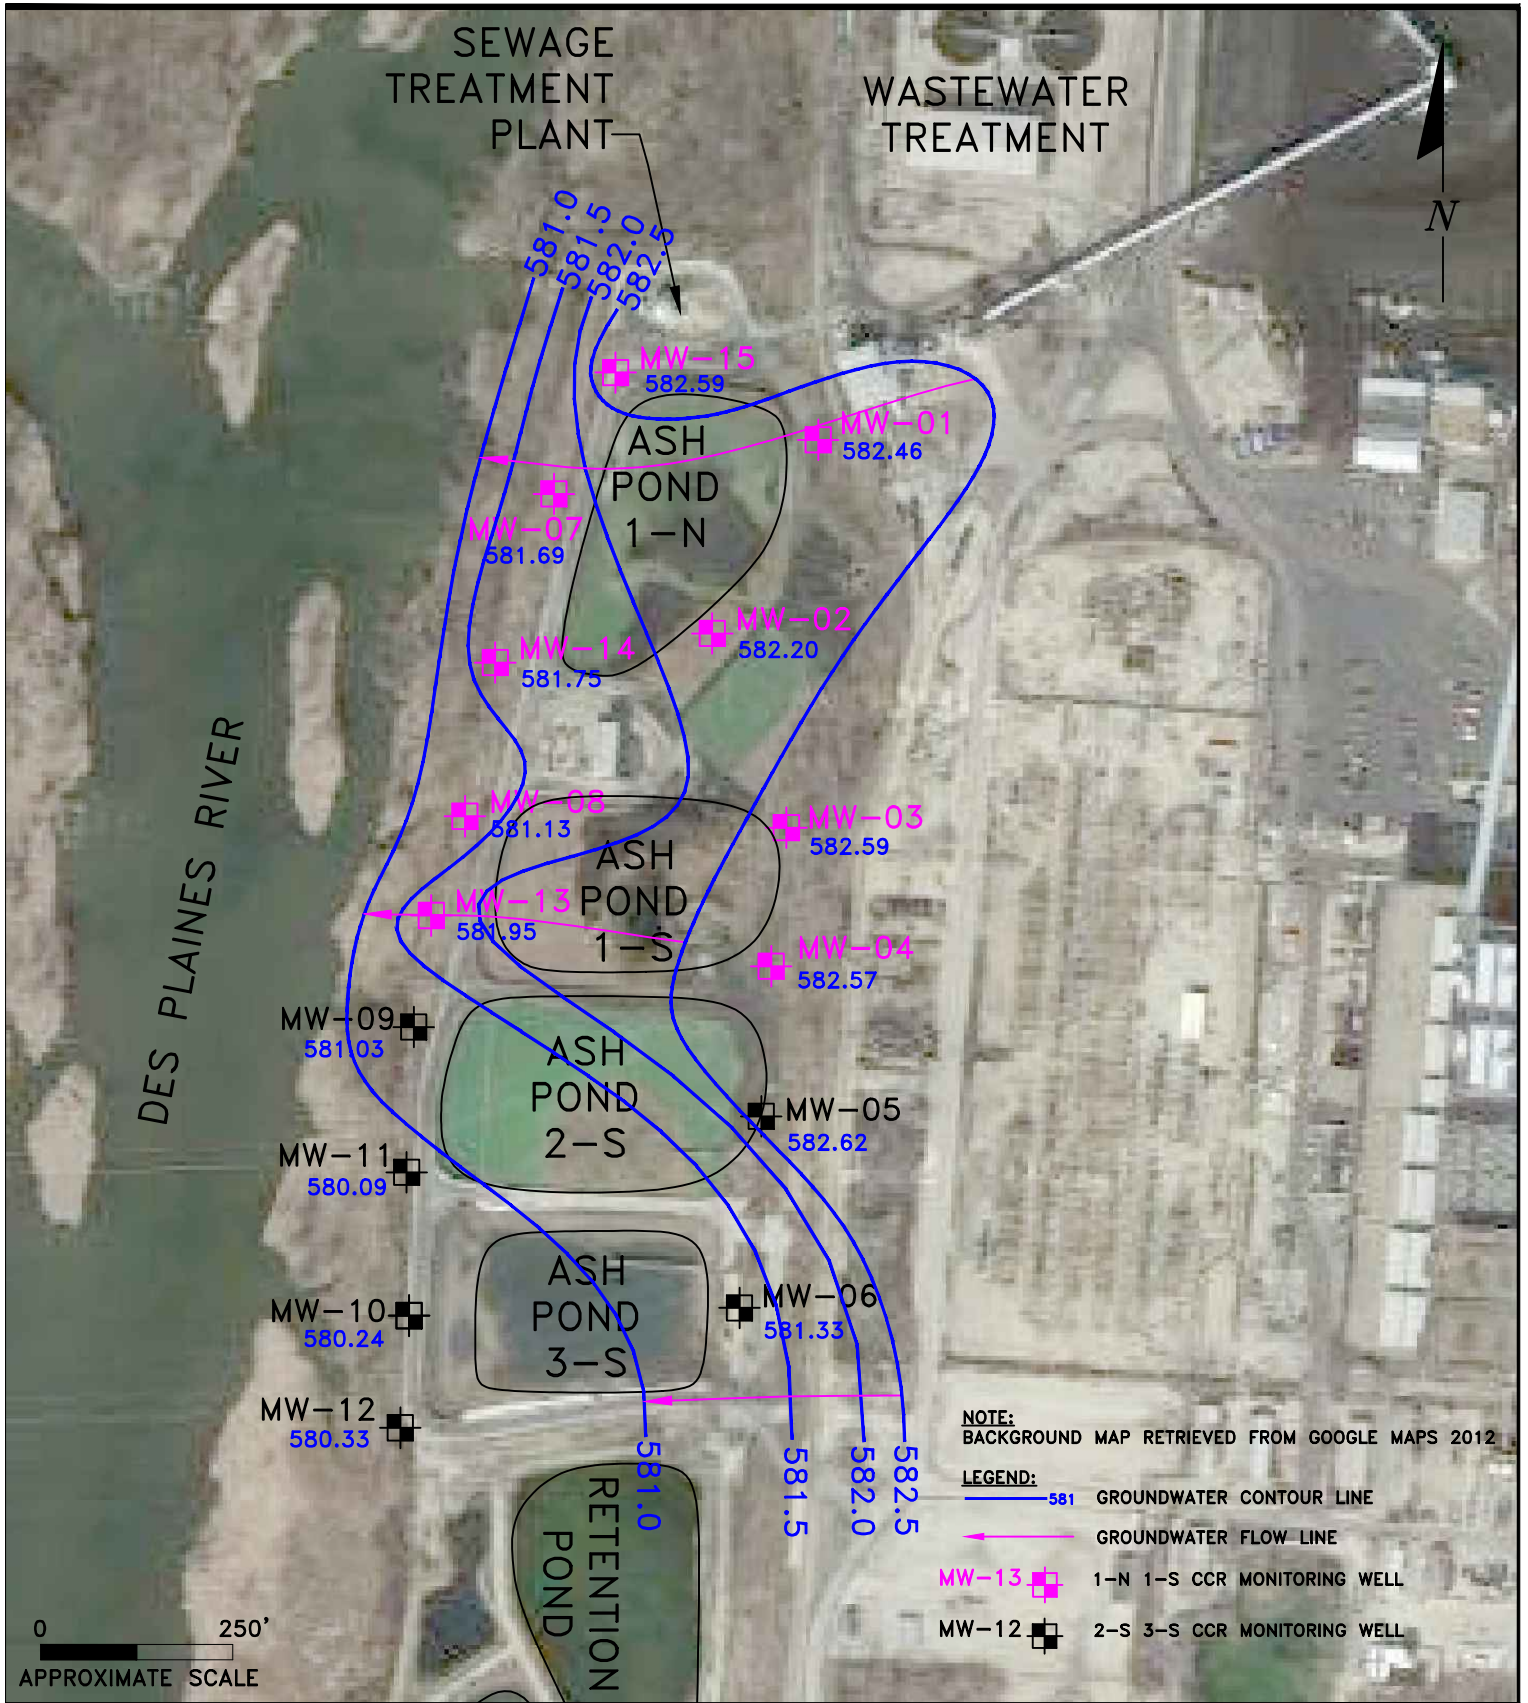 SEWAGE
TREATMENT
PLANT
WASTEWATER
TREATMENT
N
581.0
581.5
582.0
582.5
MW-15
582.59
MW-01
582.46
ASH
POND
1-N
MW-07
581.69
MW-02
582.20
MW-14
581.75
DES PLAINES RIVER
MW-08
581.13
MW-03
582.59
ASH
POND
1-S
MW-13
581.95
MW-04
582.57
MW-09
581.03
ASH
POND
2-S
MW-05
582.62
MW-11
580.09
ASH
POND
3-S
MW-06
581.33
MW-10
580.24
MW-12
580.33
581.0
581.5
582.0
582.5
RETENTION
POND
NOTE:
BACKGROUND MAP RETRIEVED FROM GOOGLE MAPS 2012
LEGEND:
581 GROUNDWATER CONTOUR LINE
GROUNDWATER FLOW LINE
MW-13 1-N 1-S CCR MONITORING WELL
MW-12 2-S 3-S CCR MONITORING WELL
0 250'
APPROXIMATE SCALE